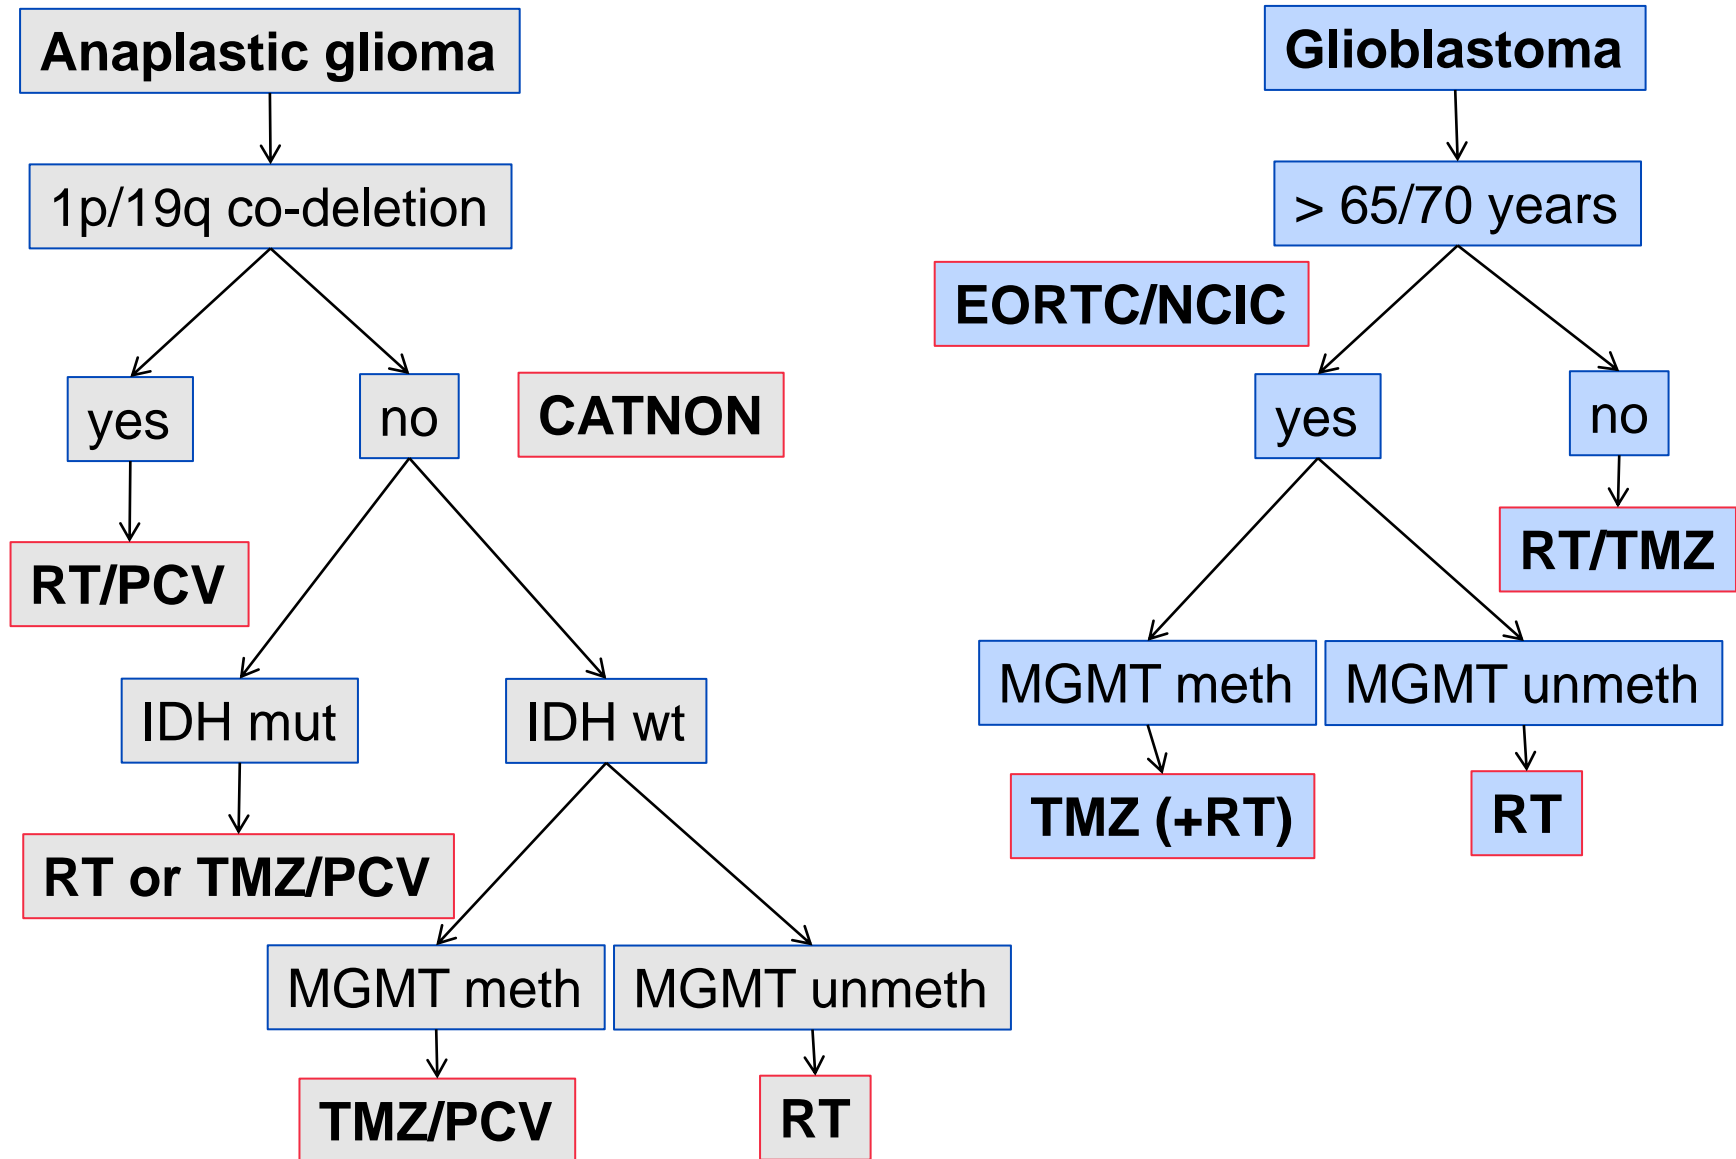 Anaplastic glioma
1p/19q co-deletion
yes
no
CATNON
RT/PCV
IDH mut
IDH wt
RT or TMZ/PCV
MGMT meth
MGMT unmeth
TMZ/PCV
RT
Glioblastoma
> 65/70 years
EORTC/NCIC
yes
no
RT/TMZ
MGMT meth
MGMT unmeth
TMZ (+RT)
RT